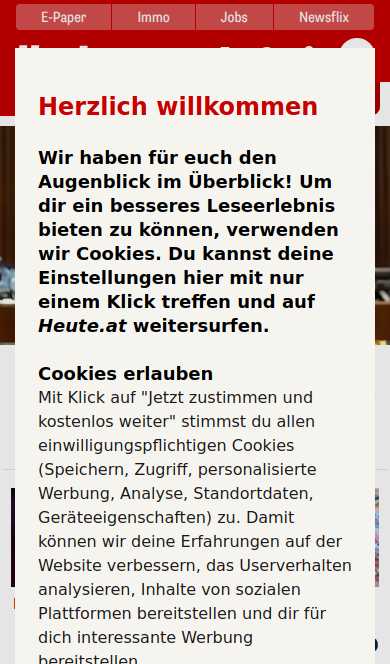 E-Paper
Immo
Jobs
Newsflix
Herzlich willkommen
Wir haben für euch den
Augenblick im Überblick! Um
dir ein besseres Leseerlebnis
bieten zu können, verwenden
wir Cookies. Du kannst deine
Einstellungen hier mit nur
einem Klick treffen und auf
Heute.at weitersurfen.
Cookies erlauben
Mit Klick auf "Jetzt zustimmen und
kostenlos weiter" stimmst du allen
einwilligungspflichtigen Cookies
(Speichern, Zugriff, personalisierte
Werbung, Analyse, Standortdaten,
Geräteeigenschaften) zu. Damit
können wir deine Erfahrungen auf der
Website verbessern, das Userverhalten
analysieren, Inhalte von sozialen
Plattformen bereitstellen und dir für
dich interessante Werbung
bereitstellen